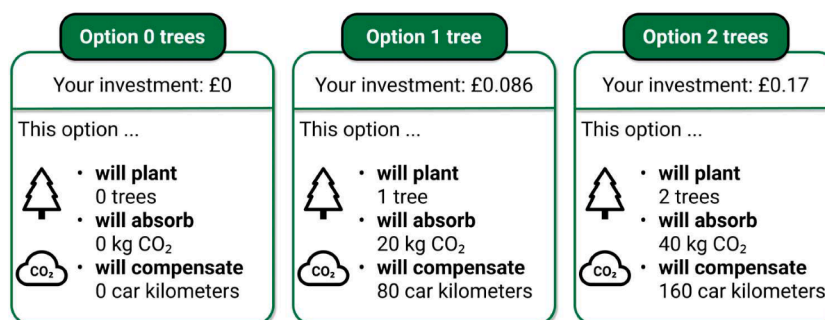 Option 0 trees
Your investment: £0
This option ...
• will plant
0 trees
• will absorb
0 kg CO₂
CO₂
• will compensate
0 car kilometers
Option 1 tree
Your investment: £0.086
This option ...
• will plant
1 tree
• will absorb
20 kg CO₂
CO₂
• will compensate
80 car kilometers
Option 2 trees
Your investment: £0.17
This option ...
• will plant
2 trees
• will absorb
40 kg CO₂
CO₂
• will compensate
160 car kilometers